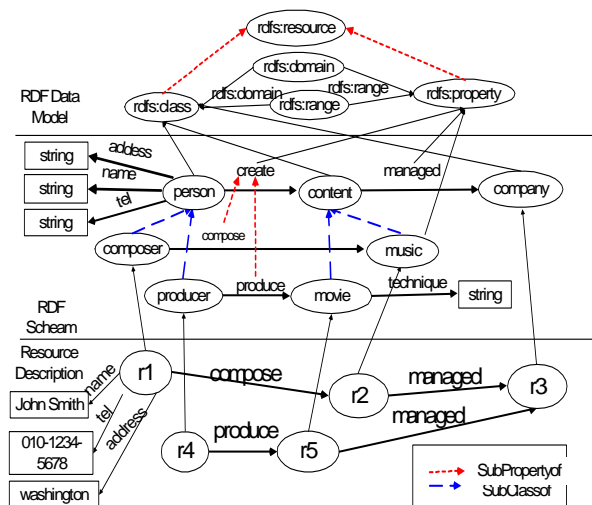 rdfs:resource
rdfs:domain
rdfs:class
rdfs:domain
rdfs:range
rdfs:range
rdfs:property
RDF Data
Model
string
addess
name
string
tel
string
person
create
content
managed
company
composer
compose
music
producer
produce
movie
technique
string
RDF
Scheam
Resource
Description
r1
compose
r2
managed
r3
name
John Smith
tel
address
010-1234-
5678
r4
produce
r5
managed
washington
SubPropertyof
SubClassof